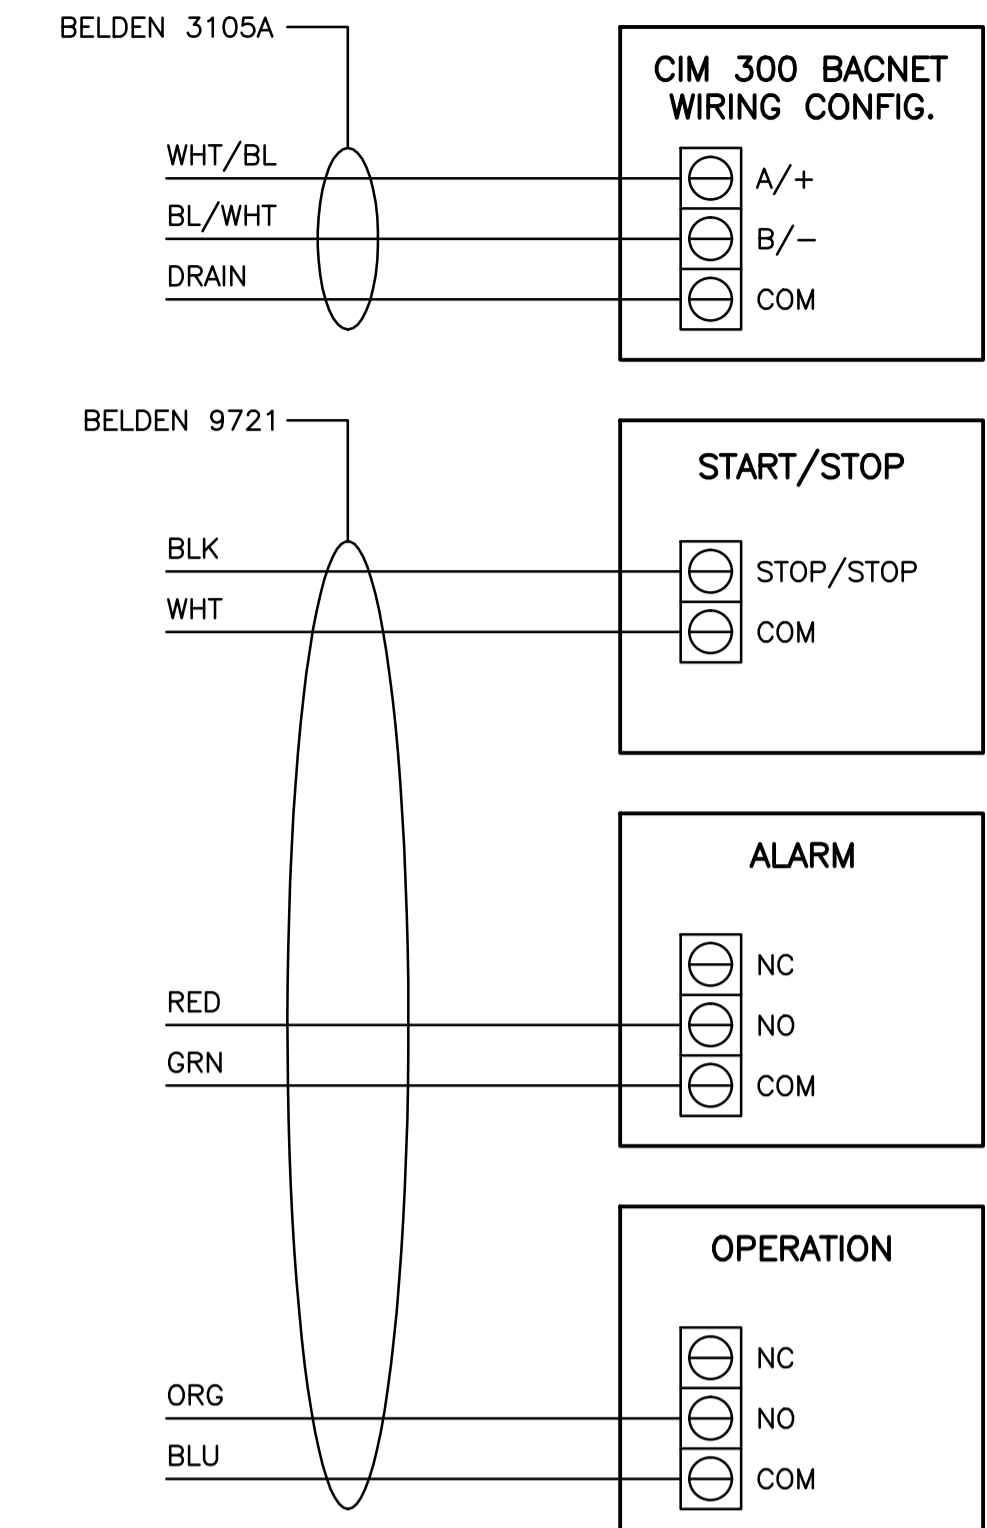 BELDEN 3105A
CIM 300 BACNET
WIRING CONFIG.
WHT/BL
A/+
BL/WHT
B/-
DRAIN
COM
BELDEN 9721
START/STOP
BLK
STOP/STOP
WHT
COM
ALARM
NC
RED
NO
GRN
COM
OPERATION
NC
ORG
NO
BLU
COM